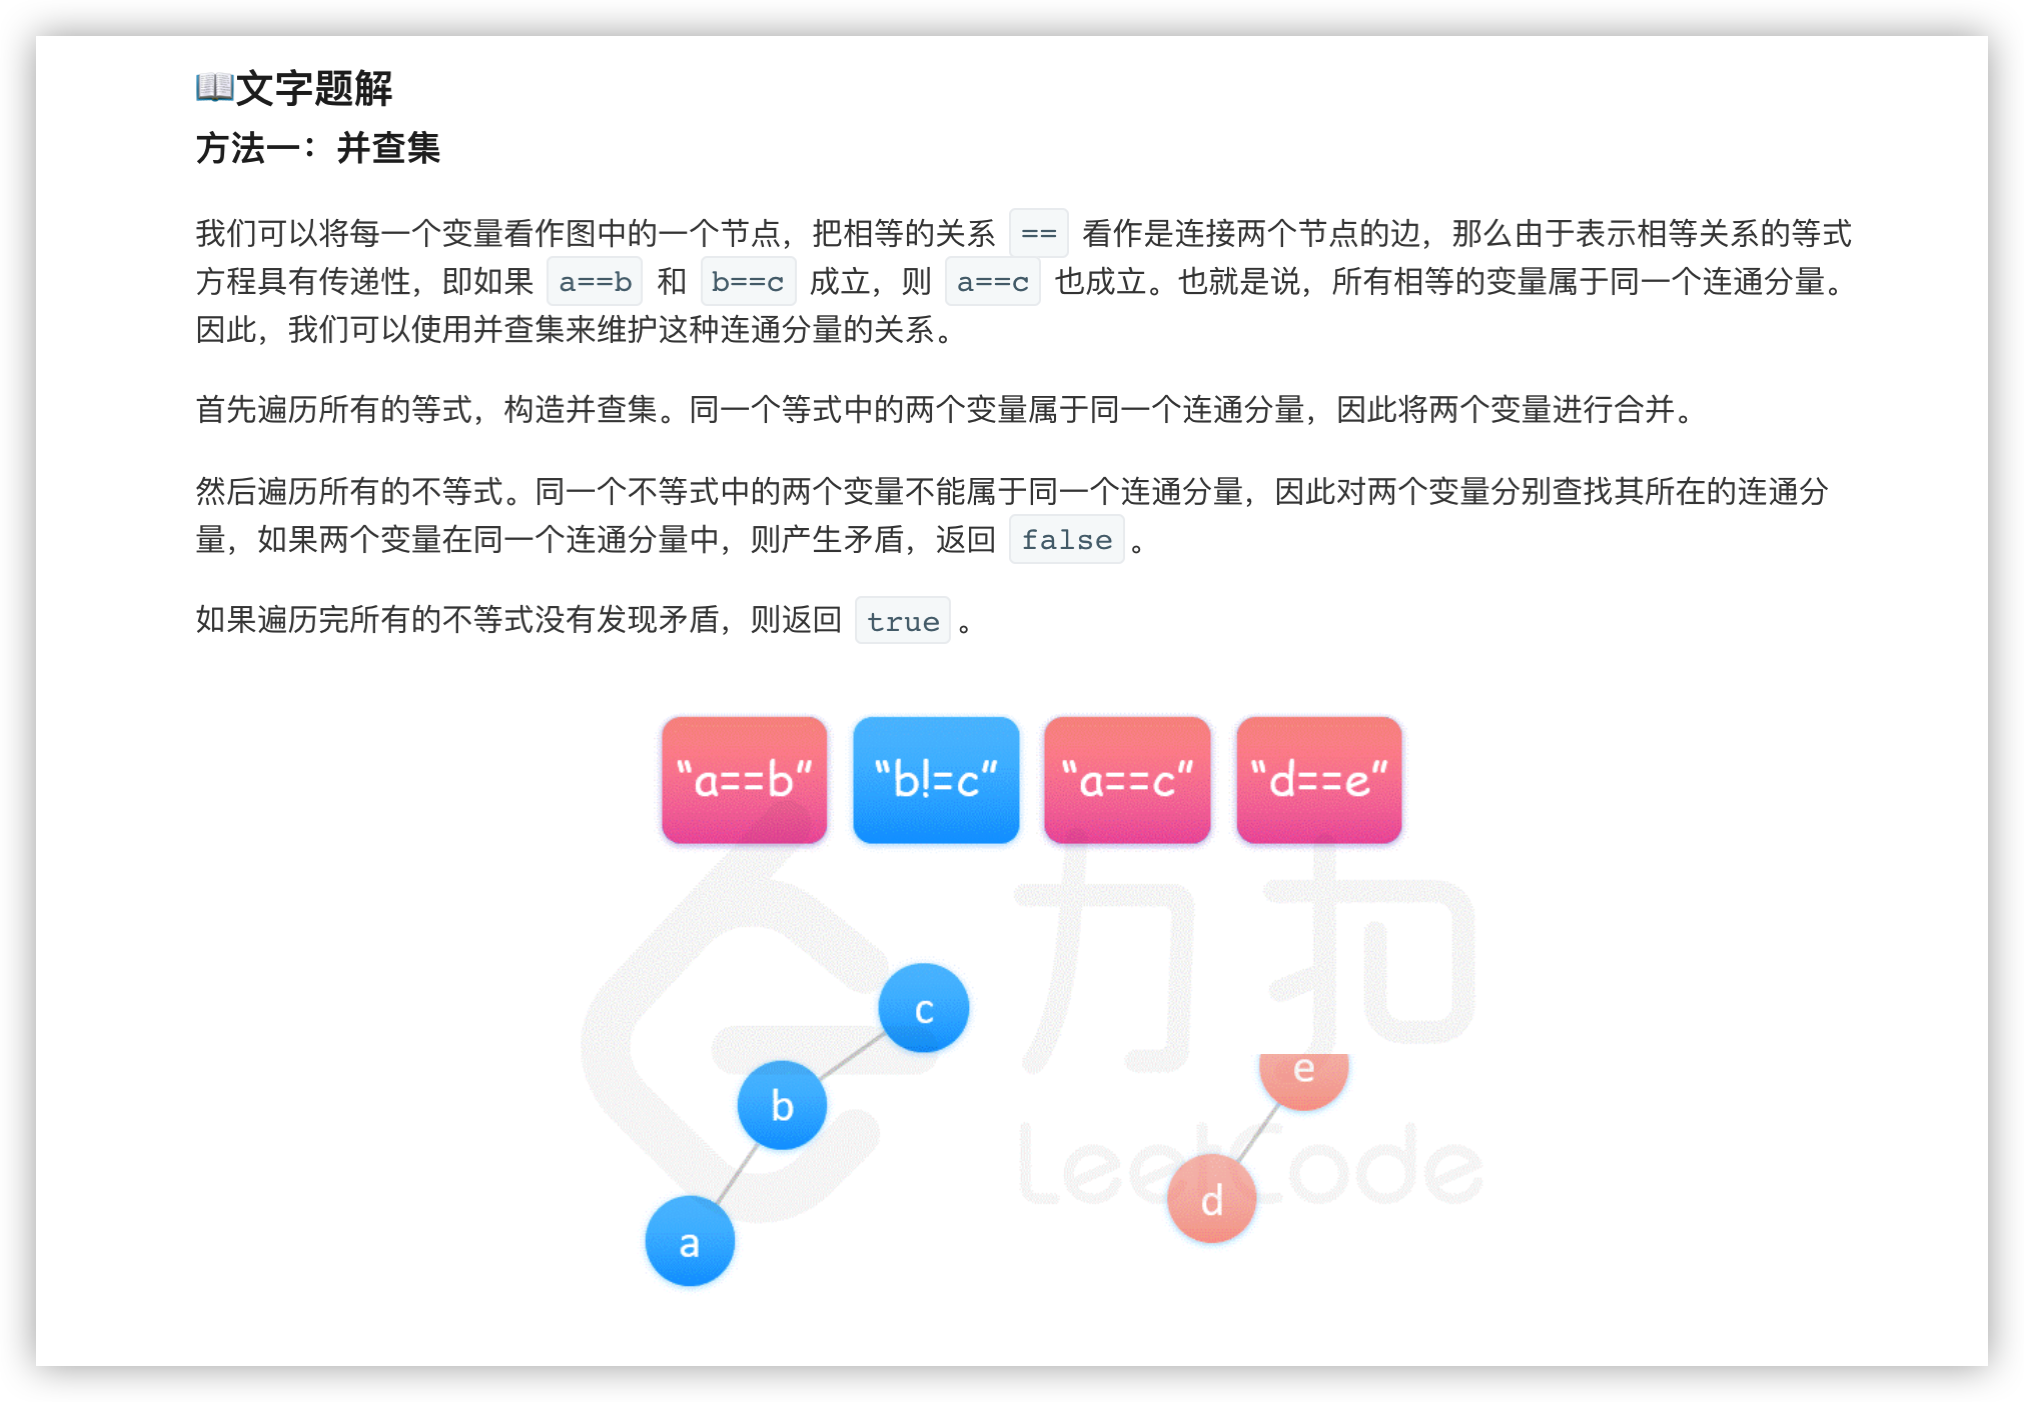 📖文字题解
方法一：并查集
我们可以将每一个变量看作图中的一个节点，把相等的关系 == 看作是连接两个节点的边，那么由于表示相等关系的等式
方程具有传递性，即如果 a==b 和 b==c 成立，则 a==c 也成立。也就是说，所有相等的变量属于同一个连通分量。
因此，我们可以使用并查集来维护这种连通分量的关系。
首先遍历所有的等式，构造并查集。同一个等式中的两个变量属于同一个连通分量，因此将两个变量进行合并。
然后遍历所有的不等式。同一个不等式中的两个变量不能属于同一个连通分量，因此对两个变量分别查找其所在的连通分
量，如果两个变量在同一个连通分量中，则产生矛盾，返回 false 。
如果遍历完所有的不等式没有发现矛盾，则返回 true 。
“a==b” “b!=c” “a==c” “d==e”
力扣
c
e
b
LeetCode
d
a